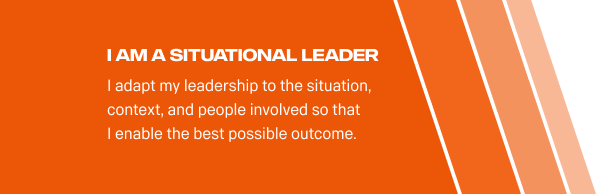 I AM A SITUATIONAL LEADER
I adapt my leadership to the situation,
context, and people involved so that
I enable the best possible outcome.